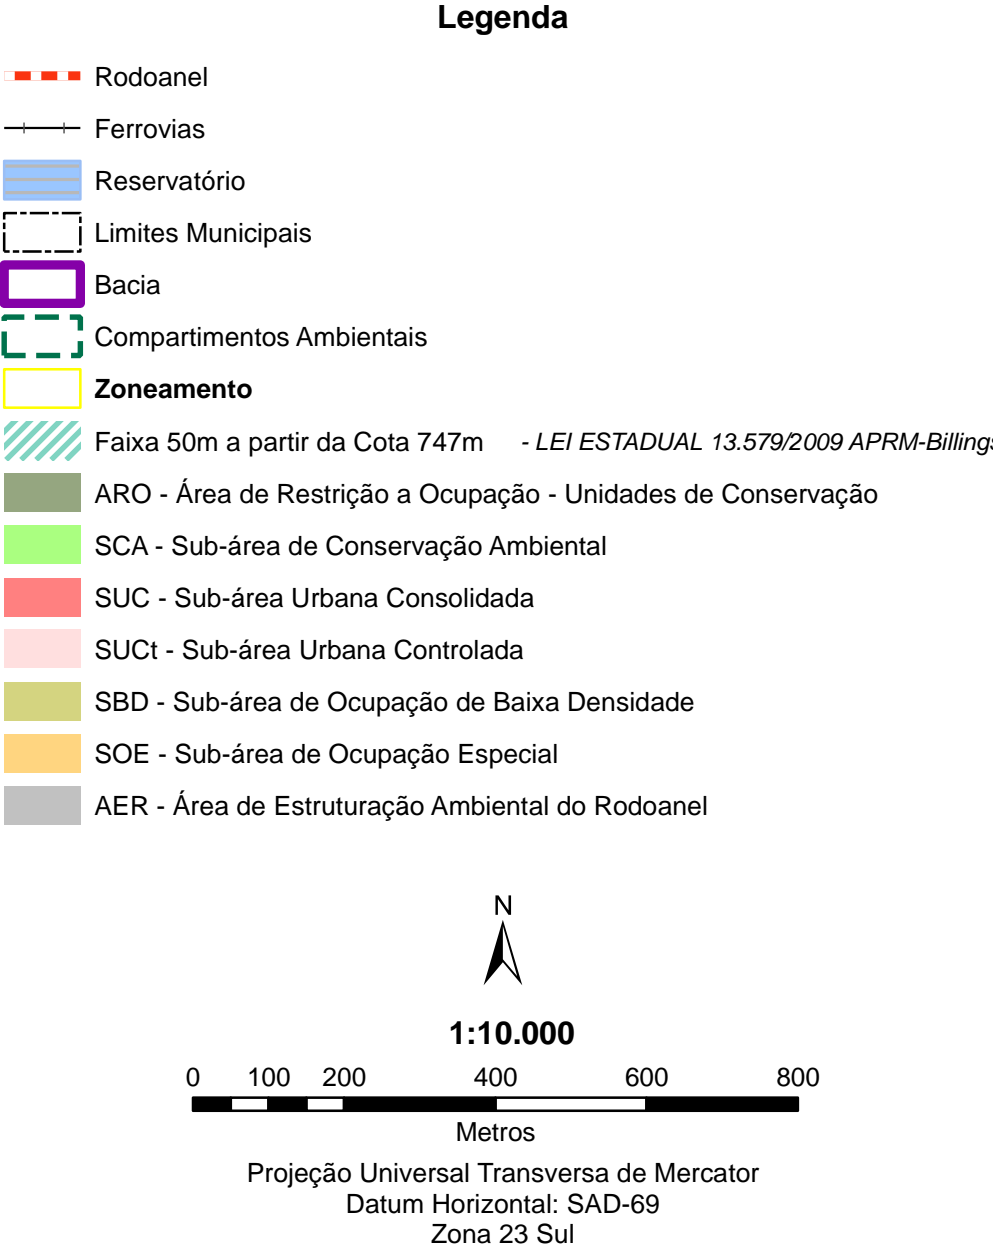 Legenda
Rodoanel
Ferrovias
Reservatório
Limites Municipais
Bacia
Compartimentos Ambientais
Zoneamento
Faixa 50m a partir da Cota 747m - LEI ESTADUAL 13.579/2009 APRM-Billings
ARO - Área de Restrição a Ocupação - Unidades de Conservação
SCA - Sub-área de Conservação Ambiental
SUC - Sub-área Urbana Consolidada
SUCt - Sub-área Urbana Controlada
SBD - Sub-área de Ocupação de Baixa Densidade
SOE - Sub-área de Ocupação Especial
AER - Área de Estruturação Ambiental do Rodoanel
N
1:10.000
0 100 200 400 600 800
Metros
Projeção Universal Transversa de Mercator
Datum Horizontal: SAD-69
Zona 23 Sul